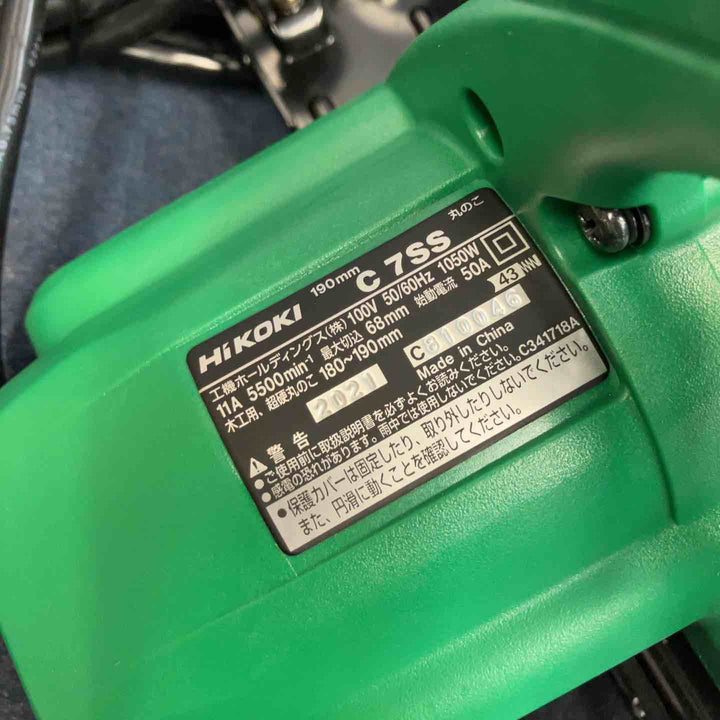 HiKOKI 190mm C 7SS 丸のこ
工機ホールディングス(株) 100V 50/60Hz 1050W
11A 5500min⁻¹ 最大切込 68mm 始動電流 50A
木工用、超硬丸のこ 180~190mm
2021 C810046 43
Made in China
警告
•ご使用前に取扱説明書を必ずよくお読みください。
•感電の恐れがあります。雨中では使用しないでください。C341718A
•保護カバーは固定したり、取り外したりしないでください。
また、円滑に動くことを確認してください。